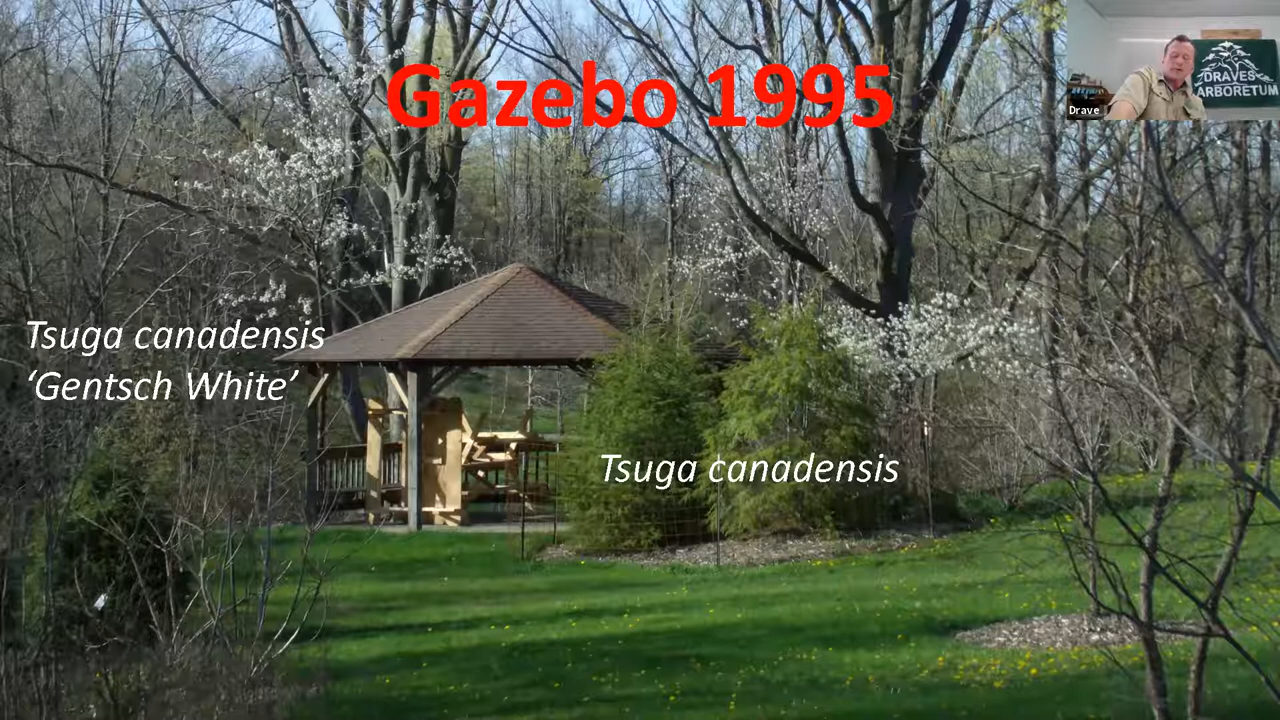 Gazebo 1995
DRAVES
ARBORETUM
Drave
Tsuga canadensis
‘Gentsch White’
Tsuga canadensis